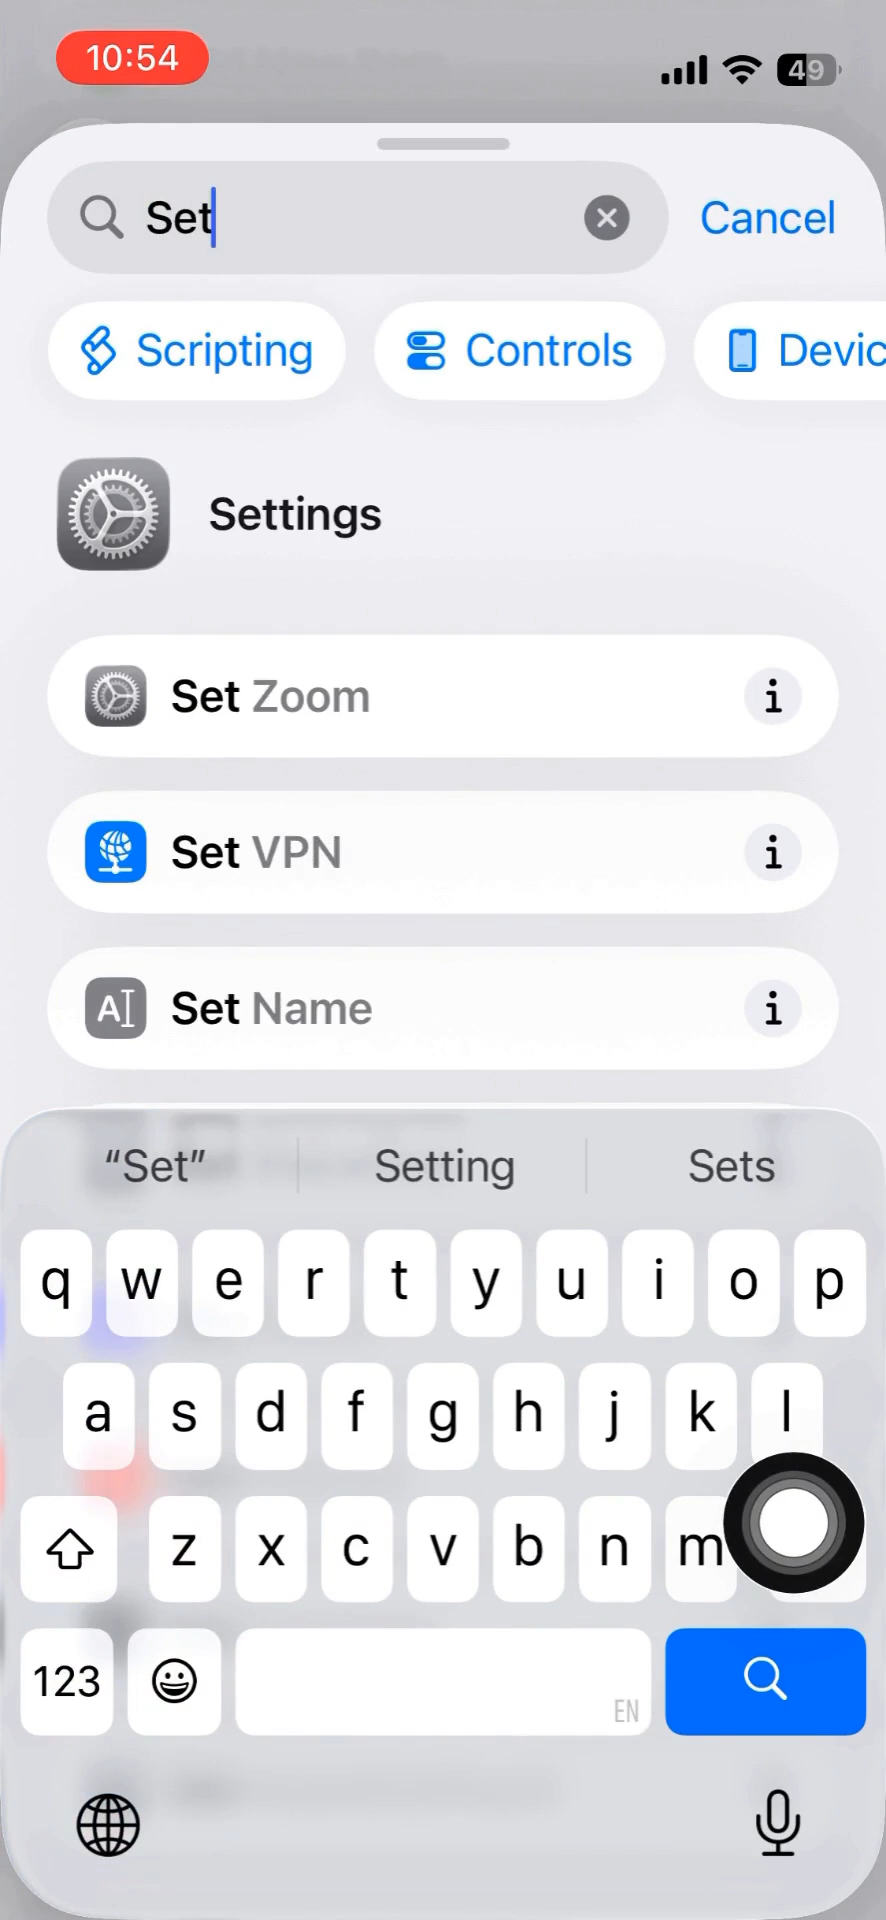 10:54
49
Set
Cancel
Scripting
Controls
Devic
Settings
Set Zoom
i
Set VPN
i
A
Set Name
i
“Set”
Setting
Sets
q w e r t y u i o p
a s d f g h j k l
z x c v b n m
123
EN